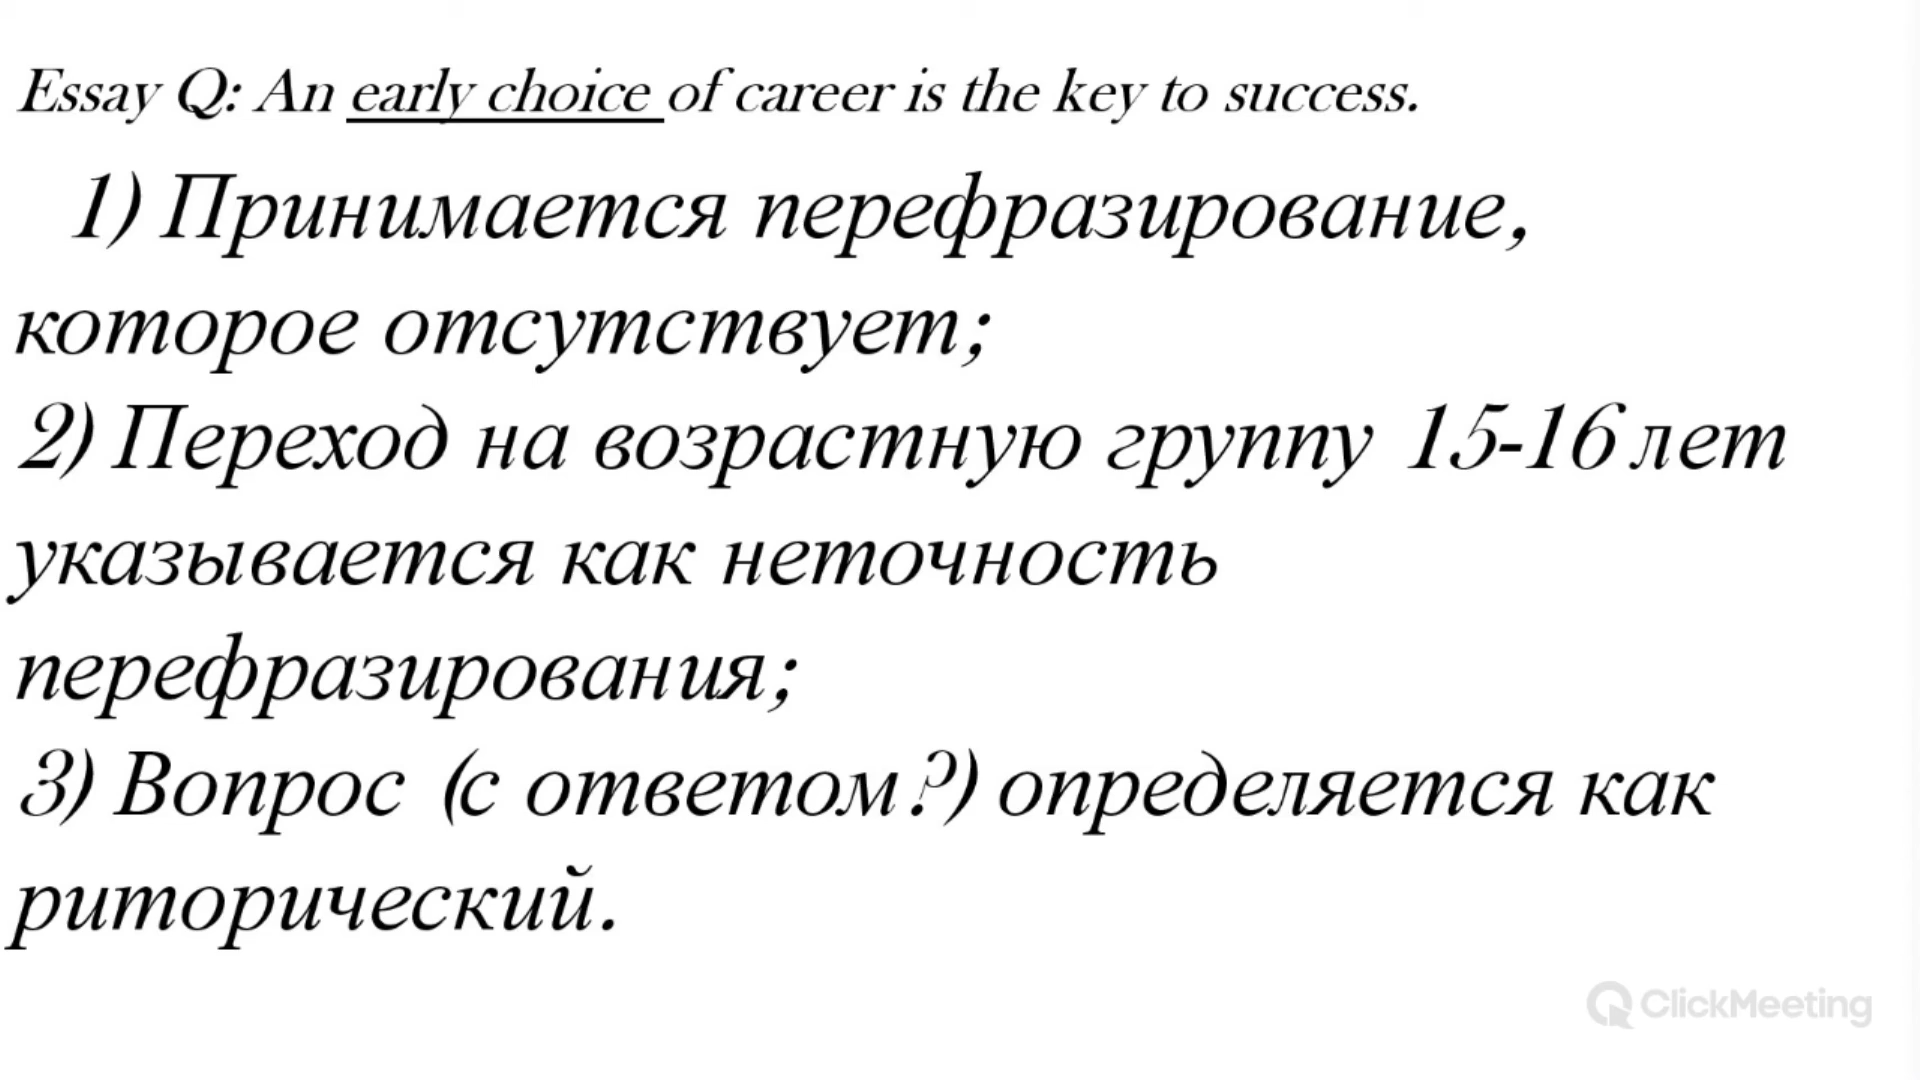 Essay Q: An early choice of career is the key to success.
1) Принимается перефразирование,
которое отсутствует;
2) Переход на возрастную группу 15-16 лет
указывается как неточность
перефразирования;
3) Вопрос (с ответом?) определяется как
риторический.
ClickMeeting